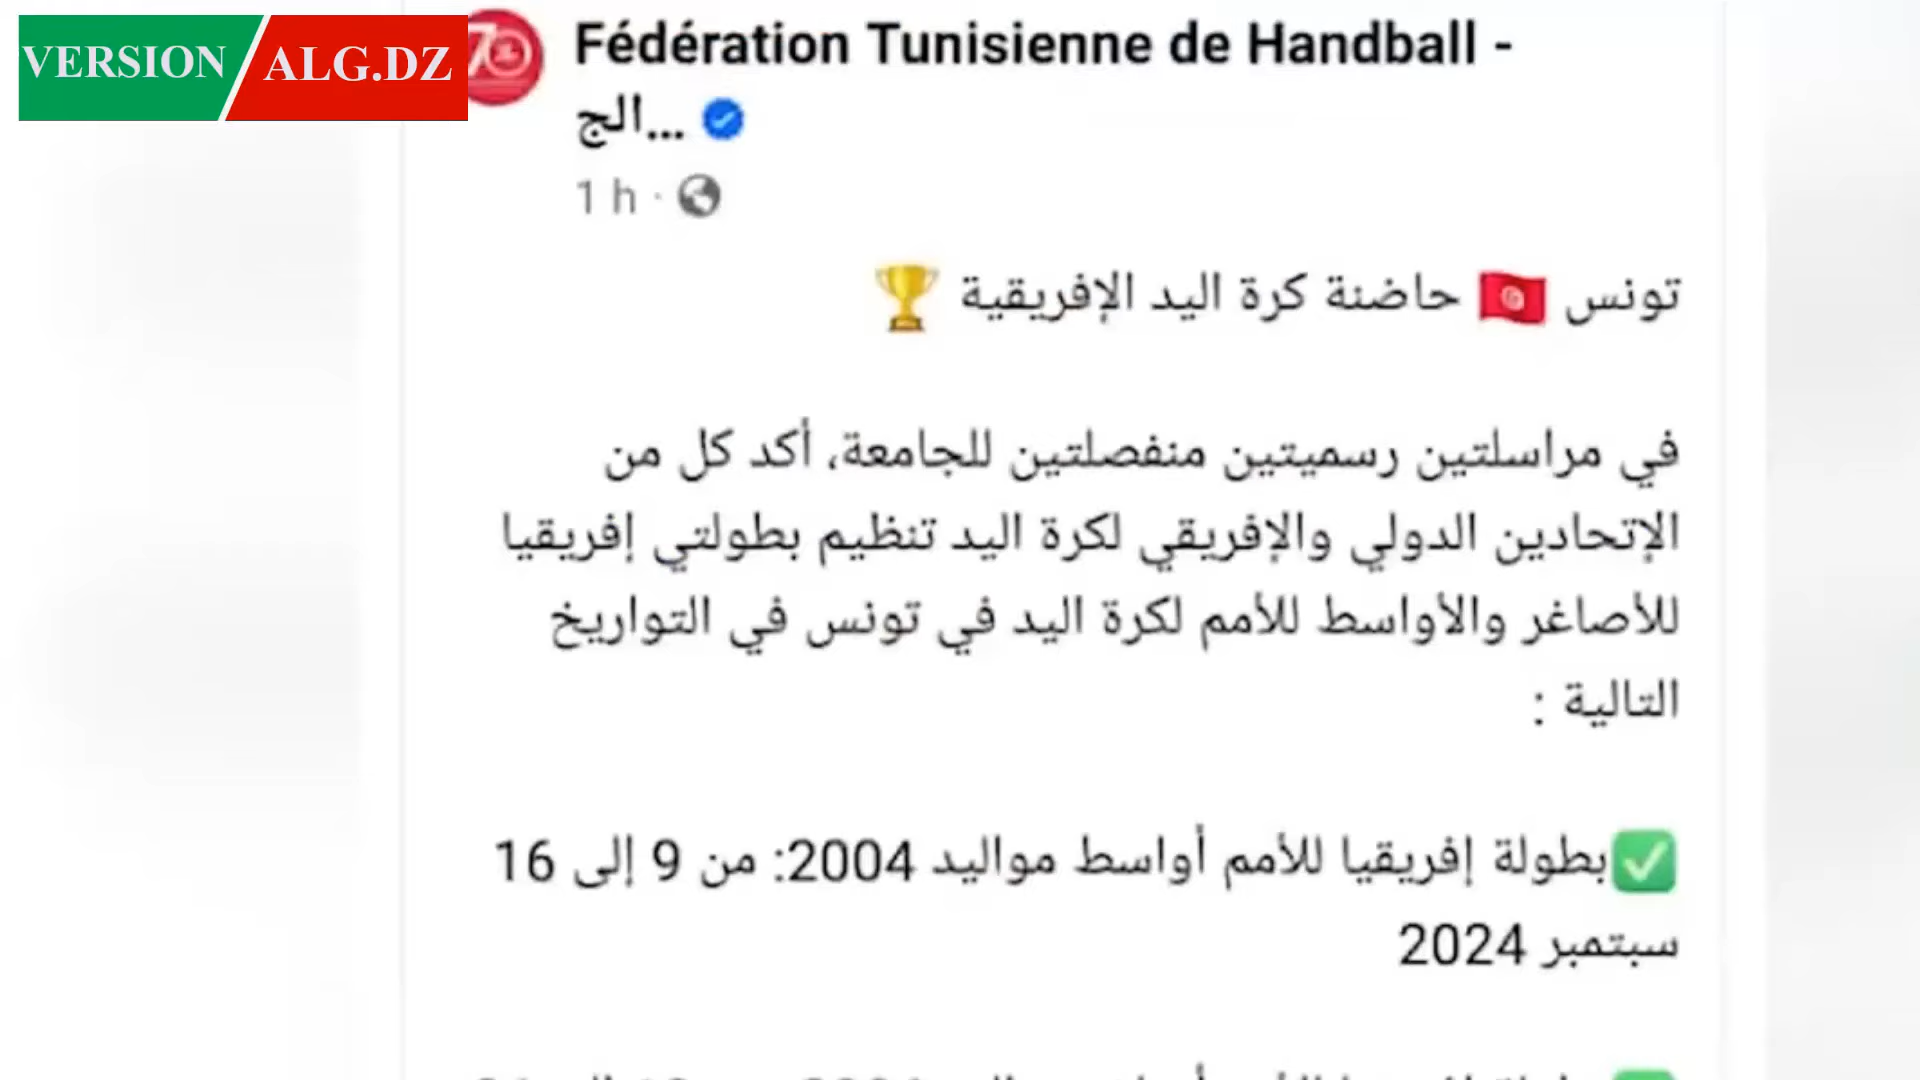 VERSION ALG.DZ
70
Fédération Tunisienne de Handball -
الج...
1 h ·
تونس 🇹🇳 حاضنة كرة اليد الإفريقية 🏆
في مراسلتين رسميتين منفصلتين للجامعة، أكد كل من
الإتحادين الدولي والإفريقي لكرة اليد تنظيم بطولتي إفريقيا
للأصاغر والأواسط للأمم لكرة اليد في تونس في التواريخ
التالية :
✅بطولة إفريقيا للأمم أواسط مواليد 2004: من 9 إلى 16
سبتمبر 2024